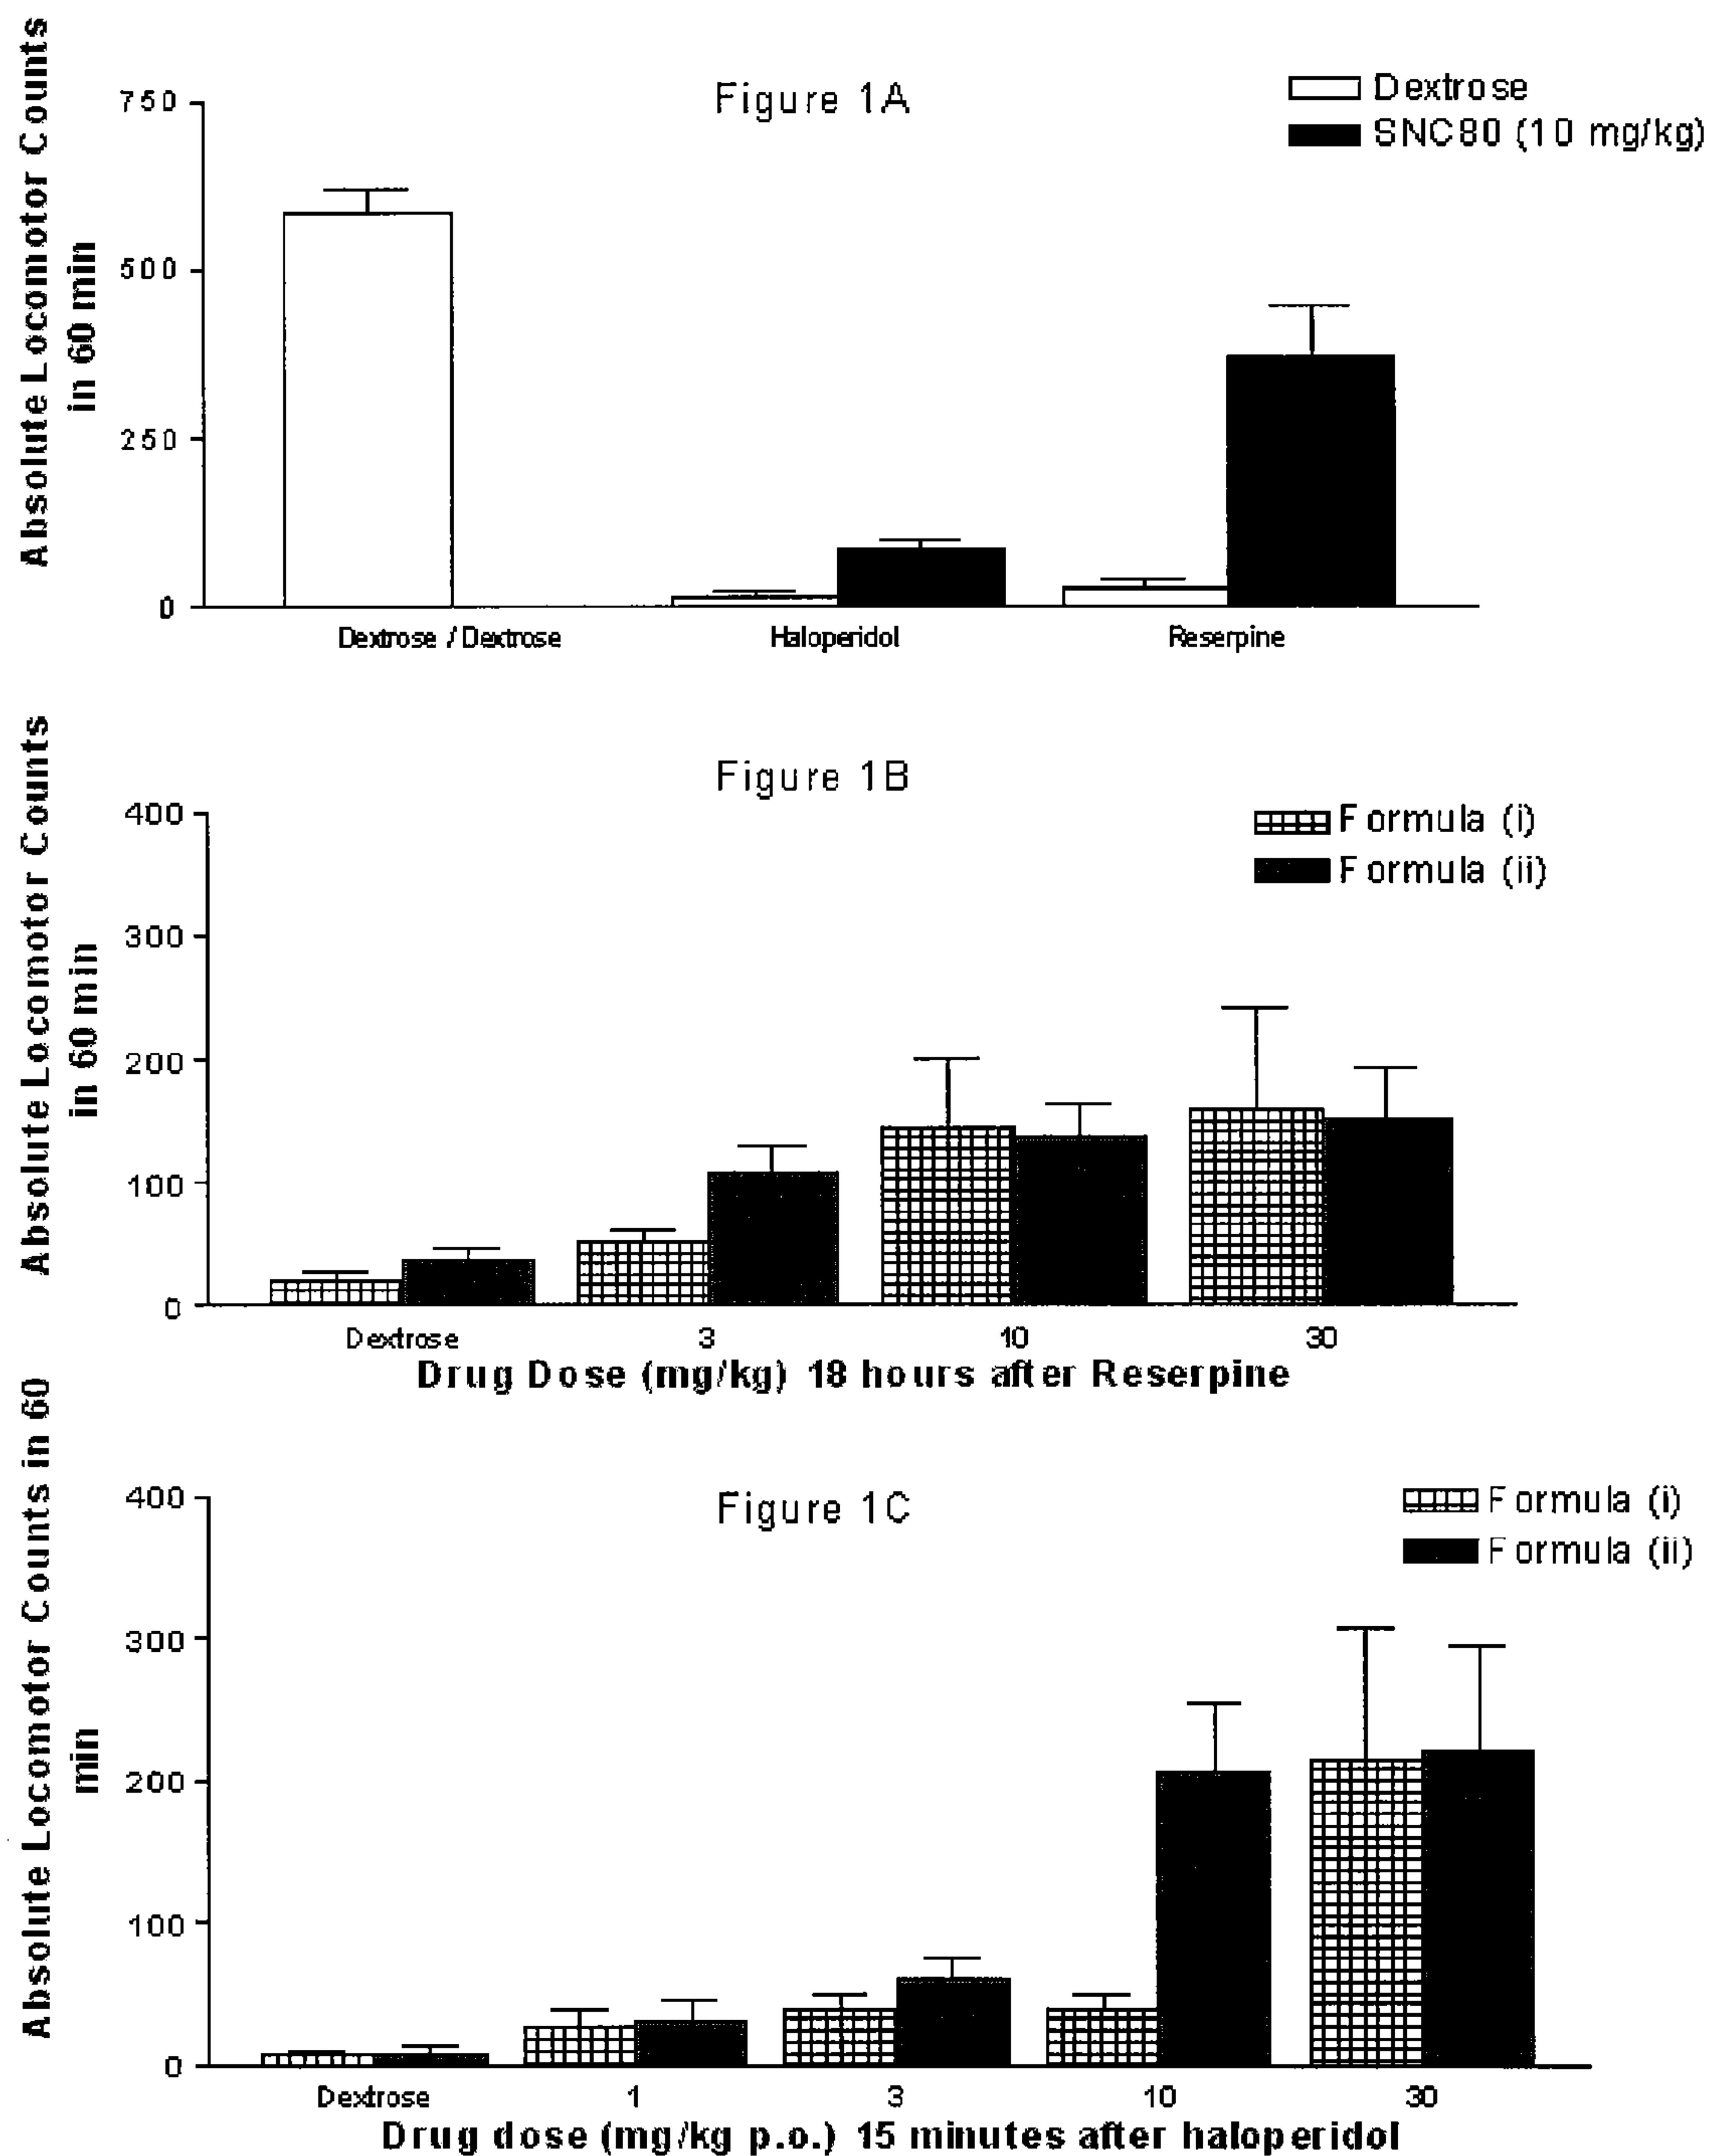 Figure 1A
Dextrose
SNC80 (10 mg/kg)
Absolute Locomotor Counts
in 60 min
750
500
250
0
Dextrose / Dextrose
Haloperidol
Reserpine
Figure 1B
Formula (i)
Formula (ii)
Absolute Locomotor Counts
in 60 min
400
300
200
100
0
Dextrose
3
10
30
Drug Dose (mg/kg) 18 hours after Reserpine
Figure 1C
Formula (i)
Formula (ii)
Absolute Locomotor Counts in 60
min
400
300
200
100
0
Dextrose
1
3
10
30
Drug dose (mg/kg p.o.) 15 minutes after haloperidol